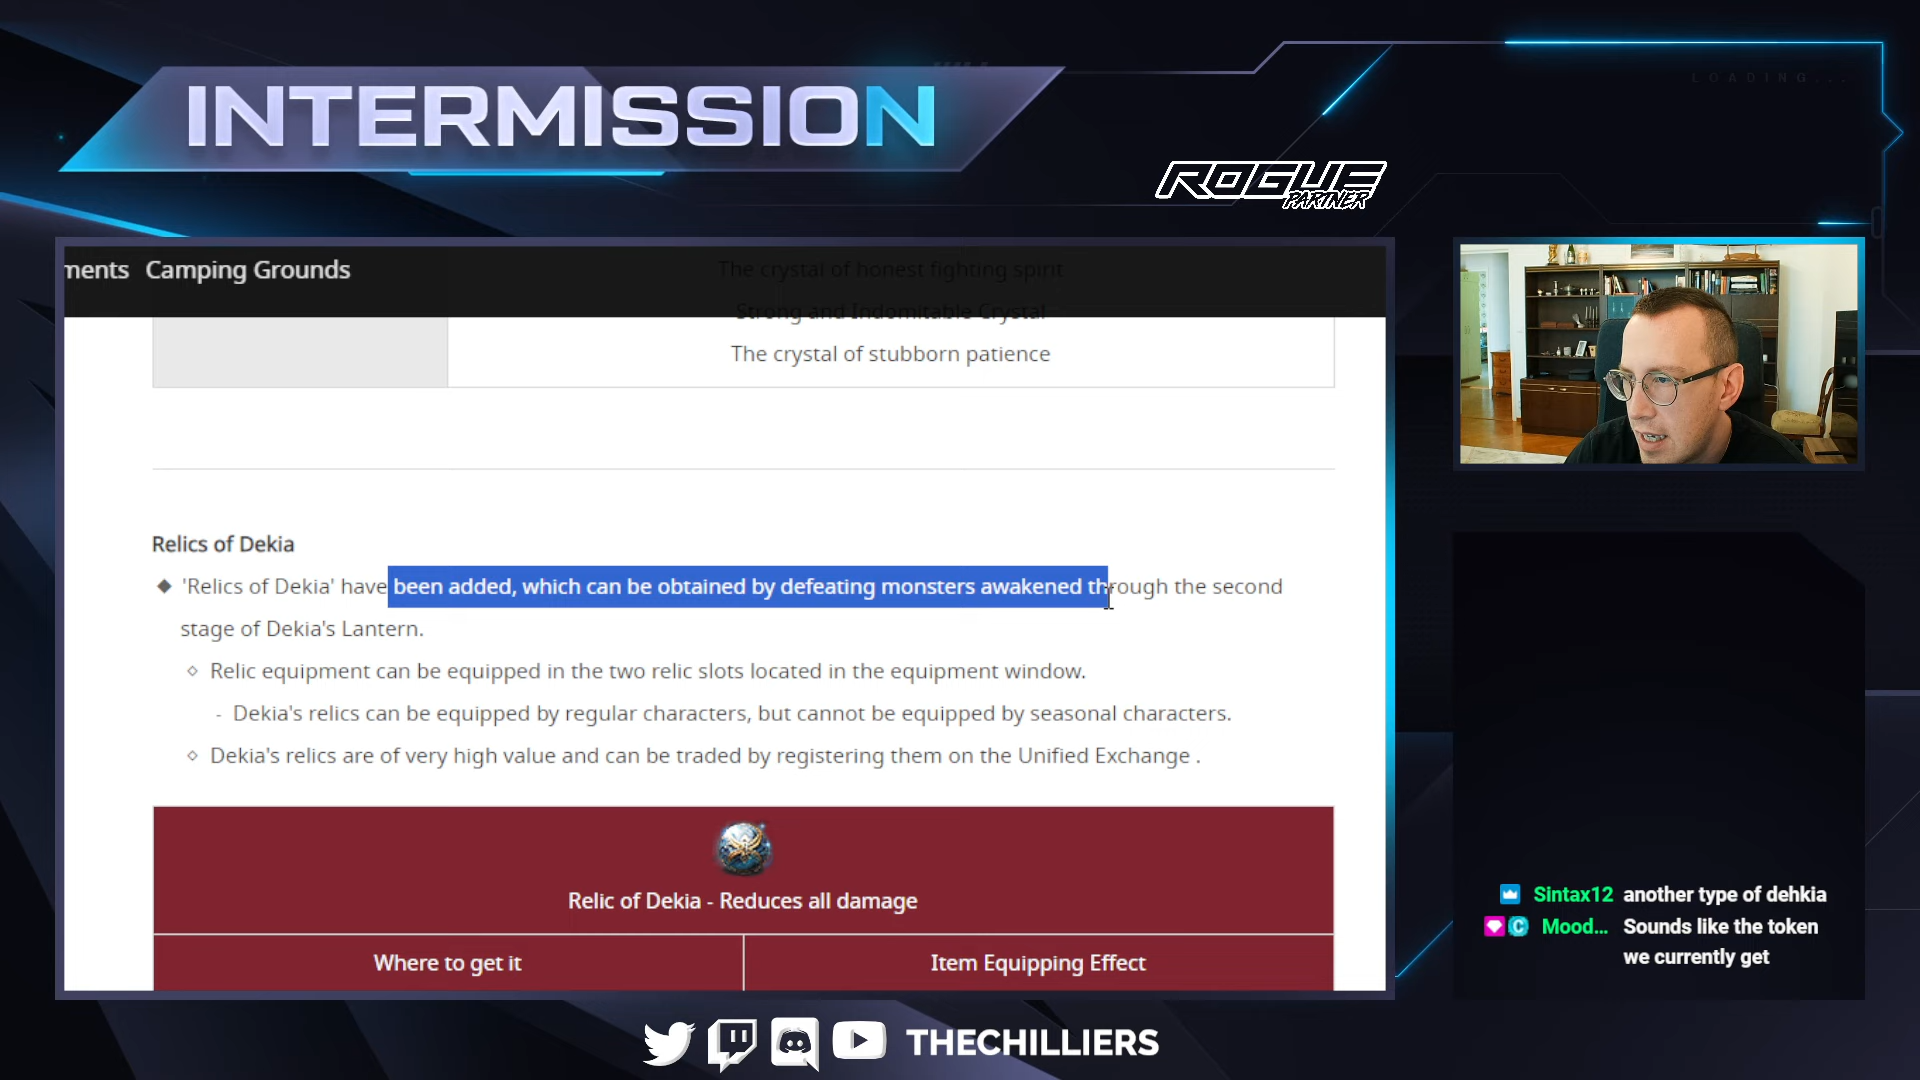 INTERMISSION
LOADING...
ROGUE
PARTNER
ments Camping Grounds
The crystal of honest fighting spirit
Strong and Indomitable Crystal
The crystal of stubborn patience
Relics of Dekia
◆ 'Relics of Dekia' have been added, which can be obtained by defeating monsters awakened through the second
stage of Dekia's Lantern.
◇ Relic equipment can be equipped in the two relic slots located in the equipment window.
- Dekia's relics can be equipped by regular characters, but cannot be equipped by seasonal characters.
◇ Dekia's relics are of very high value and can be traded by registering them on the Unified Exchange .
Relic of Dekia - Reduces all damage
Where to get it
Item Equipping Effect
Sintax12 another type of dehkia
Mood... Sounds like the token
we currently get
THECHILLIERS